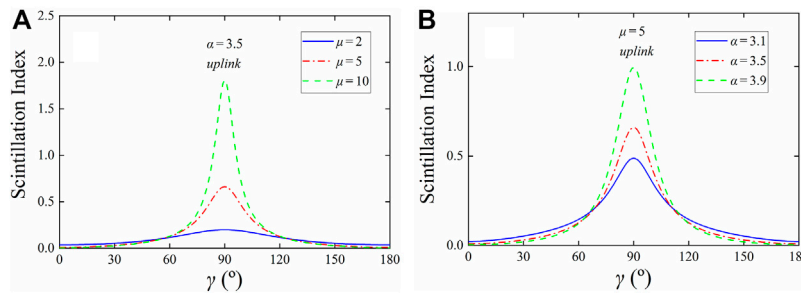 A
α = 3.5
uplink
μ = 2
μ = 5
μ = 10
Scintillation Index
2.5
2.0
1.5
1.0
0.5
0.0
0 30 60 90 120 150 180
γ (º)
B
μ = 5
uplink
α = 3.1
α = 3.5
α = 3.9
Scintillation Index
1.0
0.5
0.0
0 30 60 90 120 150 180
γ (º)